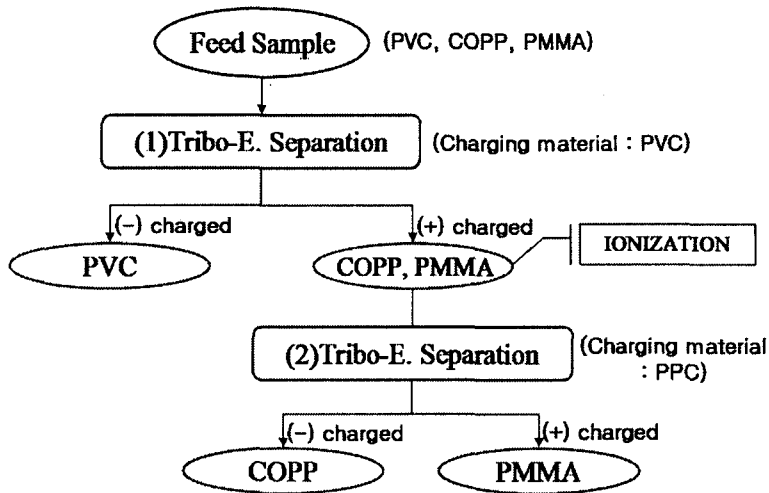 Feed Sample (PVC, COPP, PMMA)
(1)Tribo-E. Separation (Charging material : PVC)
(-) charged (+) charged
PVC COPP, PMMA IONIZATION
(2)Tribo-E. Separation (Charging material
: PPC)
(-) charged (+) charged
COPP PMMA